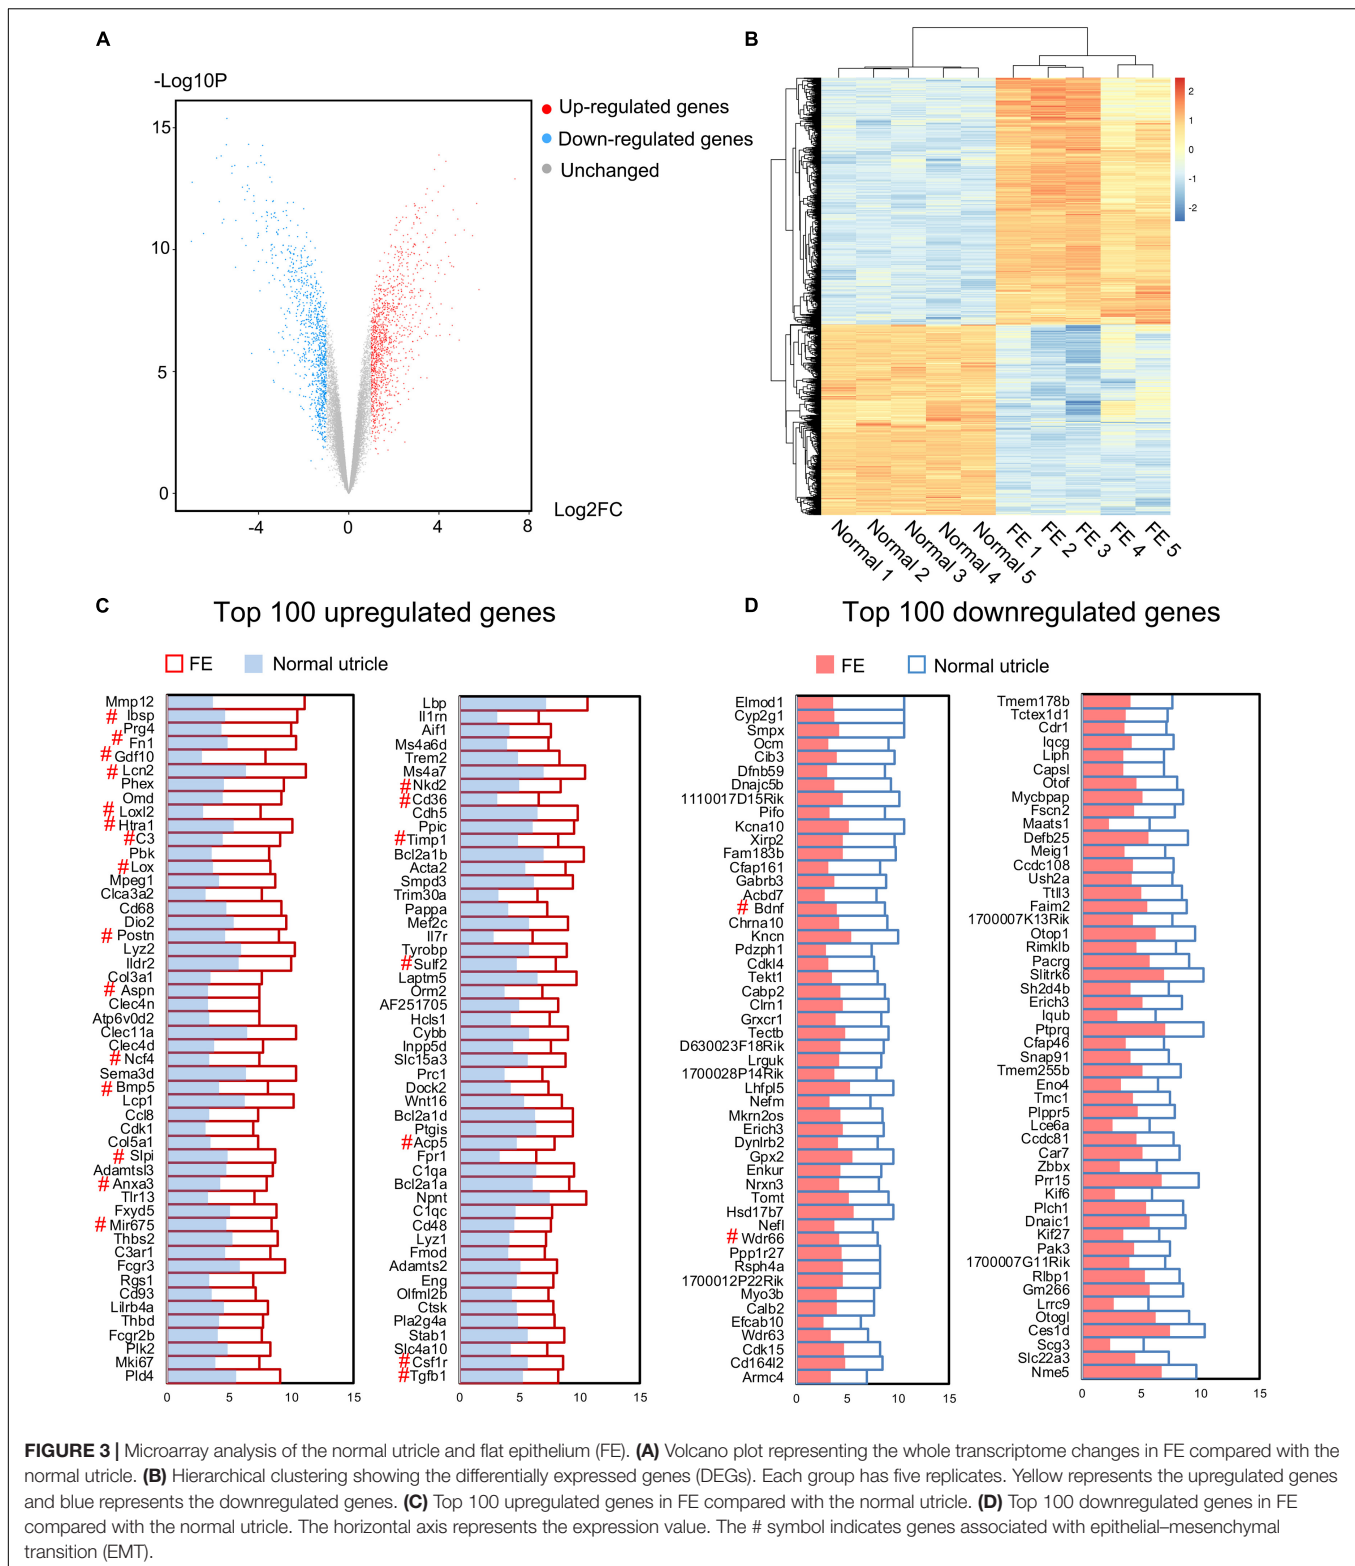 A
-Log10P
15
10
5
0
-4
0
4
8
Log2FC
Up-regulated genes
Down-regulated genes
Unchanged
B
2
1
0
-1
-2
Normal 1
Normal 2
Normal 3
Normal 4
Normal 5
FE 1
FE 2
FE 3
FE 4
FE 5
C
Top 100 upregulated genes
FE
Normal utricle
Mmp12
# Ibsp
Prg4
# Fn1
# Gdf10
# Lcn2
Phex
Omd
# Loxl2
# Htra1
# C3
Pbk
# Lox
Mpeg1
Clca3a2
Cd68
Dio2
# Postn
Lyz2
Ildr2
Col3a1
# Aspn
Clec4n
Atp6v0d2
Clec11a
Clec4d
# Ncf4
Sema3d
# Bmp5
Lcp1
Ccl8
Cdk1
Col5a1
# Slpi
Adamtsl3
# Anxa3
Tlr13
Fxyd5
# Mir675
Thbs2
C3ar1
Fcgr3
Rgs1
Cd93
Lilrb4a
Thbd
Fcgr2b
Plk2
Mki67
Pld4
0
5
10
15
Lbp
Il1rn
Aif1
Ms4a6d
Trem2
Ms4a7
# Nkd2
# Cd36
Cdh5
Ppic
# Timp1
Bcl2a1b
Acta2
Smpd3
Trim30a
Pappa
Mef2c
Il7r
Tyrobp
# Sulf2
Laptm5
Orm2
AF251705
Hcls1
Cybb
Inpp5d
Slc15a3
Prc1
Dock2
Wnt16
Bcl2a1d
Ptgis
# Acp5
Fpr1
C1qa
Bcl2a1a
Npnt
C1qc
Cd48
Lyz1
Fmod
Adamts2
Eng
Olfml2b
Ctsk
Pla2g4a
Stab1
Slc4a10
# Csf1r
# Tgfb1
0
5
10
15
D
Top 100 downregulated genes
FE
Normal utricle
Elmod1
Cyp2g1
Smpx
Ocm
Cib3
Dfnb59
Dnajc5b
1110017D15Rik
Pifo
Kcna10
Xirp2
Fam183b
Cfap161
Gabrb3
Acbd7
# Bdnf
Chrna10
Kncn
Pdzph1
Cdkl4
Tekt1
Cabp2
Clrn1
Grxcr1
Tectb
D630023F18Rik
Lrguk
1700028P14Rik
Lhfpl5
Nefm
Mkrn2os
Erich3
Dynlrb2
Gpx2
Enkur
Nrxn3
Tomt
Hsd17b7
Nefl
# Wdr66
Ppp1r27
Rsph4a
1700012P22Rik
Myo3b
Calb2
Efcab10
Wdr63
Cdk15
Cd164l2
Armc4
0
5
10
15
Tmem178b
Tctex1d1
Cdr1
Iqcg
Liph
Capsl
Otof
Mycbpap
Fscn2
Maats1
Defb25
Meig1
Ccdc108
Ush2a
Ttll3
Faim2
1700007K13Rik
Otop1
Rimklb
Pacrg
Slitrk6
Sh2d4b
Erich3
Iqub
Ptprq
Cfap46
Snap91
Tmem255b
Eno4
Tmc1
Plppr5
Lce6a
Ccdc81
Car7
Zbbx
Prr15
Kif6
Plch1
Dnaic1
Kif27
Pak3
1700007G11Rik
Rlbp1
Gm266
Lrrc9
Otogl
Ces1d
Scg3
Slc22a3
Nme5
0
5
10
15
FIGURE 3 | Microarray analysis of the normal utricle and flat epithelium (FE). (A) Volcano plot representing the whole transcriptome changes in FE compared with the
normal utricle. (B) Hierarchical clustering showing the differentially expressed genes (DEGs). Each group has five replicates. Yellow represents the upregulated genes
and blue represents the downregulated genes. (C) Top 100 upregulated genes in FE compared with the normal utricle. (D) Top 100 downregulated genes in FE
compared with the normal utricle. The horizontal axis represents the expression value. The # symbol indicates genes associated with epithelial–mesenchymal
transition (EMT).